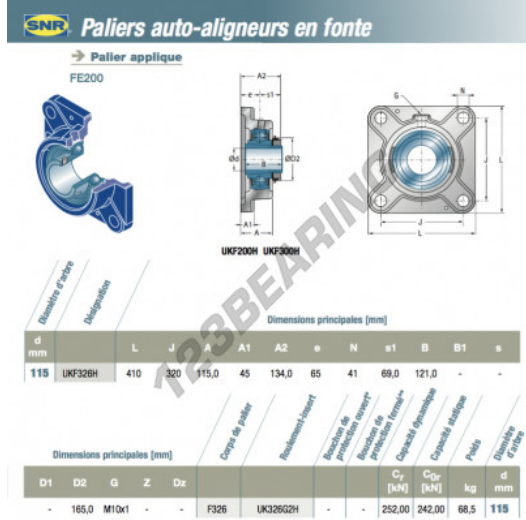 SNR Paliers auto-aligneurs en fonte
Palier applique
FE200
A2
e s1
Ød B ØD2
A1
A
UKF200H UKF300H
G N
J L
J
L
123BEARING
Diamètre d'arbre Désignation
Dimensions principales [mm]
d mm L J A A1 A2 e N s1 B B1 s
115 UKF326H 410 320 115,0 45 134,0 65 41 69,0 121,0 - -
Dimensions principales [mm] Corps de palier Roulement-insert Bouchon de protection ouvert* Bouchon de protection fermé** Capacité dynamique Capacité statique Poids Diamètre d'arbre
D1 D2 G Z Dz Cr [kN] C0r [kN] kg d mm
- 165,0 M10x1 - - F326 UK326G2H - - 252,00 242,00 68,5 115